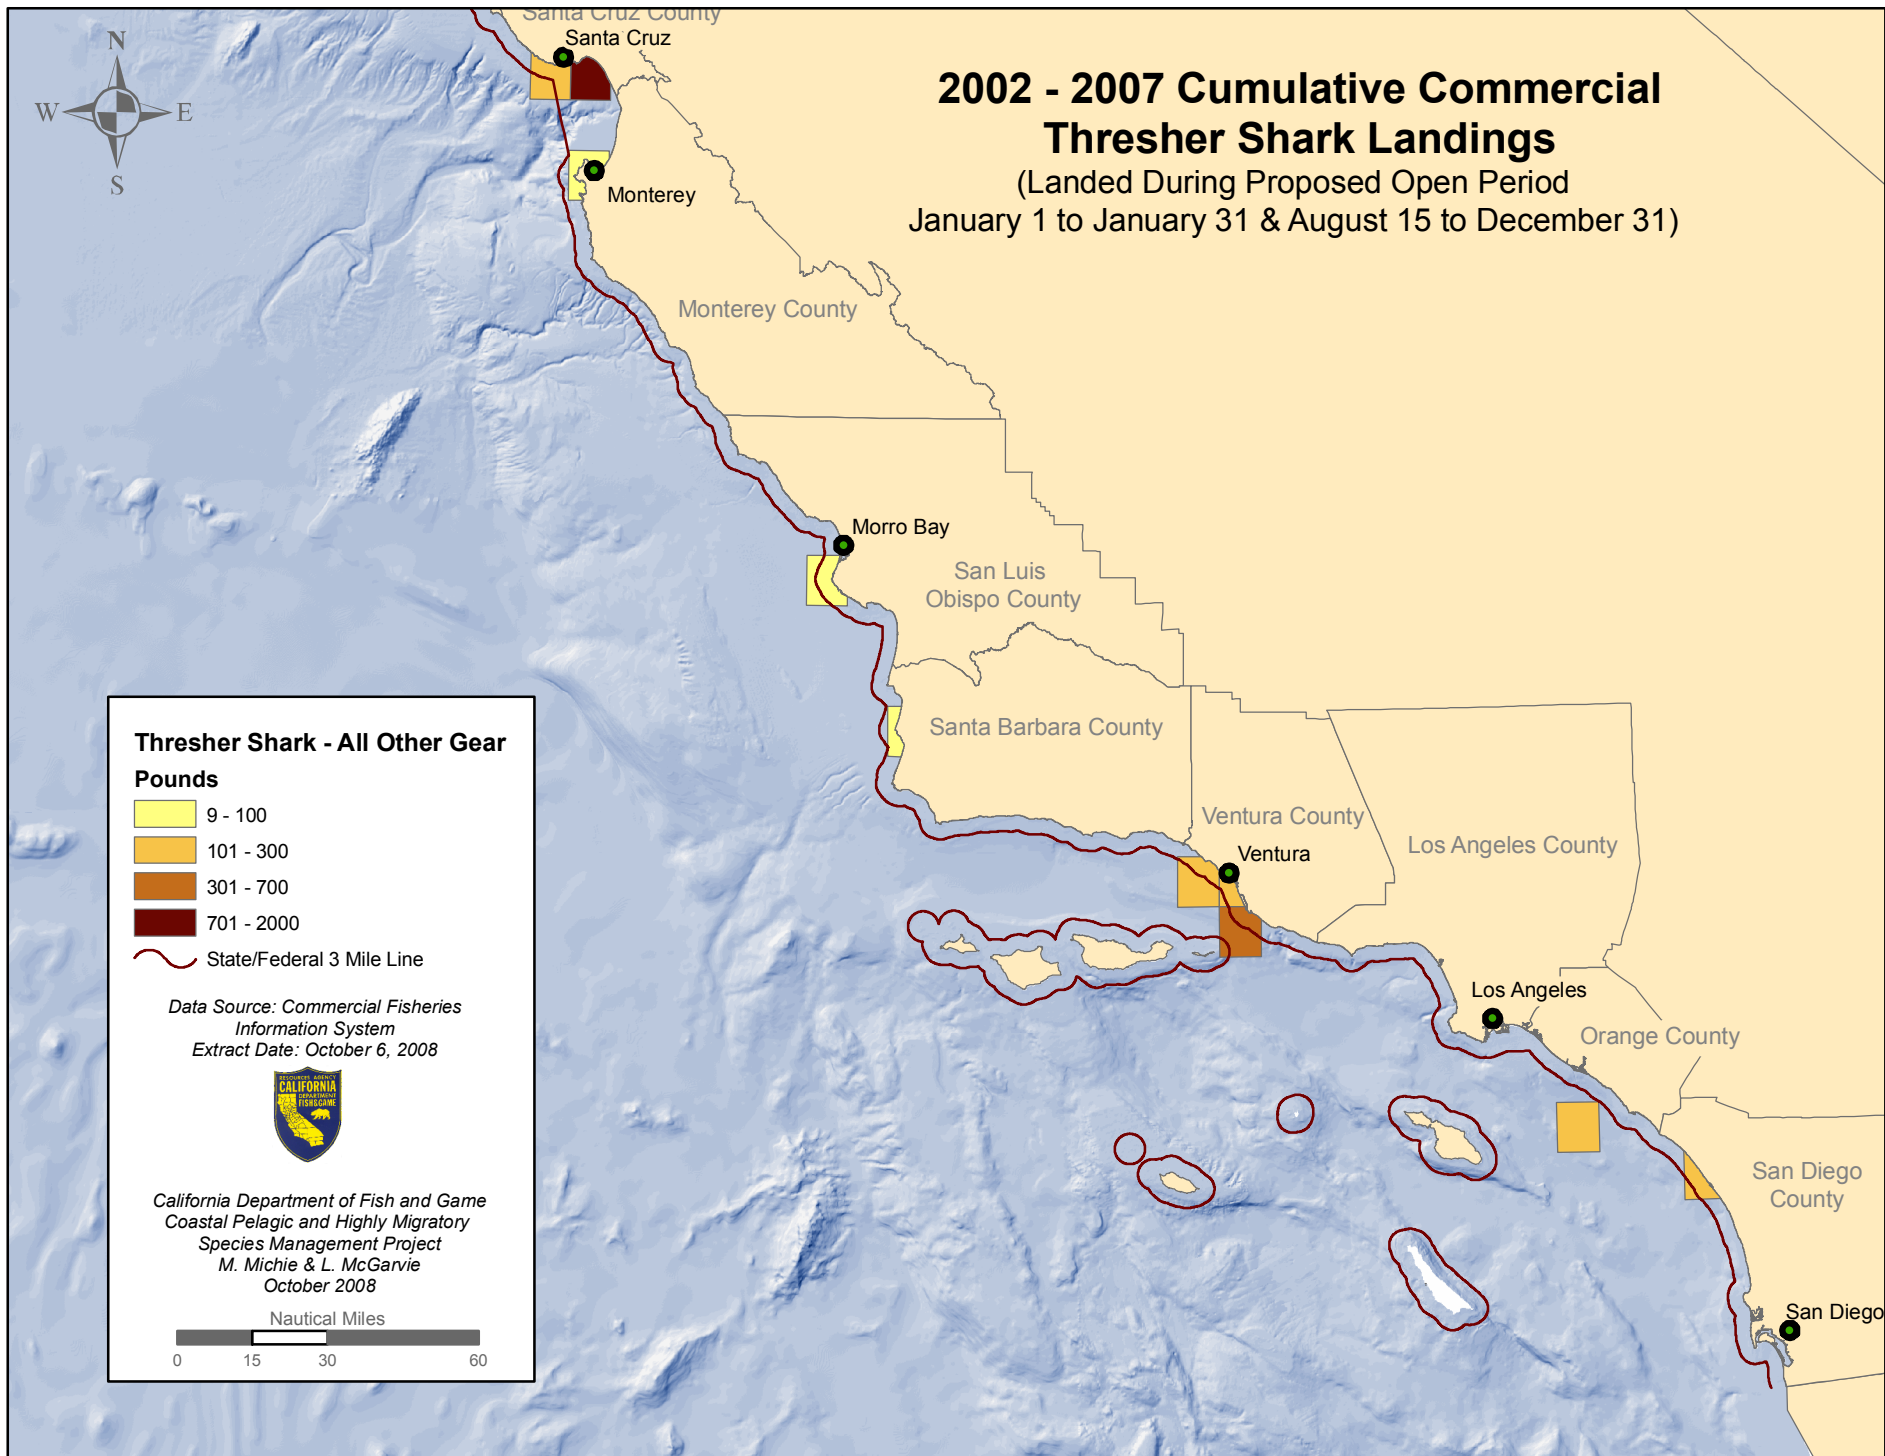 Santa Cruz County
Santa Cruz
N
W
E
S
Monterey
2002 - 2007 Cumulative Commercial
Thresher Shark Landings
(Landed During Proposed Open Period
January 1 to January 31 & August 15 to December 31)
Monterey County
Morro Bay
San Luis
Obispo County
Santa Barbara County
Ventura County
Ventura
Los Angeles County
Los Angeles
Orange County
San Diego
County
San Diego
Thresher Shark - All Other Gear
Pounds
9 - 100
101 - 300
301 - 700
701 - 2000
State/Federal 3 Mile Line
Data Source: Commercial Fisheries
Information System
Extract Date: October 6, 2008
RESOURCES AGENCY
CALIFORNIA
DEPARTMENT
FISH&GAME
California Department of Fish and Game
Coastal Pelagic and Highly Migratory
Species Management Project
M. Michie & L. McGarvie
October 2008
Nautical Miles
0 15 30 60